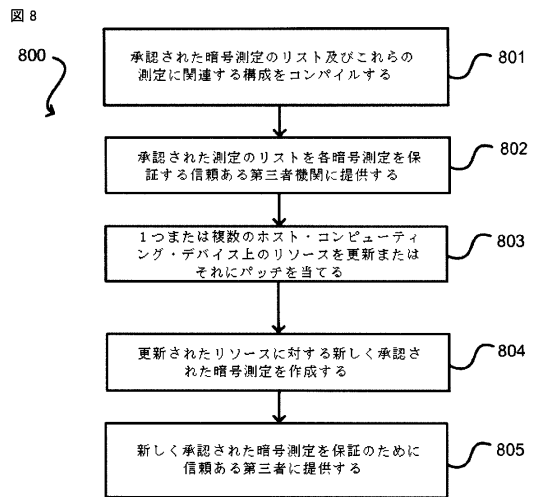 図8
800
承認された暗号測定のリスト及びこれらの
測定に関連する構成をコンパイルする
801
承認された測定のリストを各暗号測定を保
証する信頼ある第三者機関に提供する
802
1つまたは複数のホスト・コンピューティ
ング・デバイス上のリソースを更新または
それにパッチを当てる
803
更新されたリソースに対する新しく承認さ
れた暗号測定を作成する
804
新しく承認された暗号測定を保証のために
信頼ある第三者に提供する
805